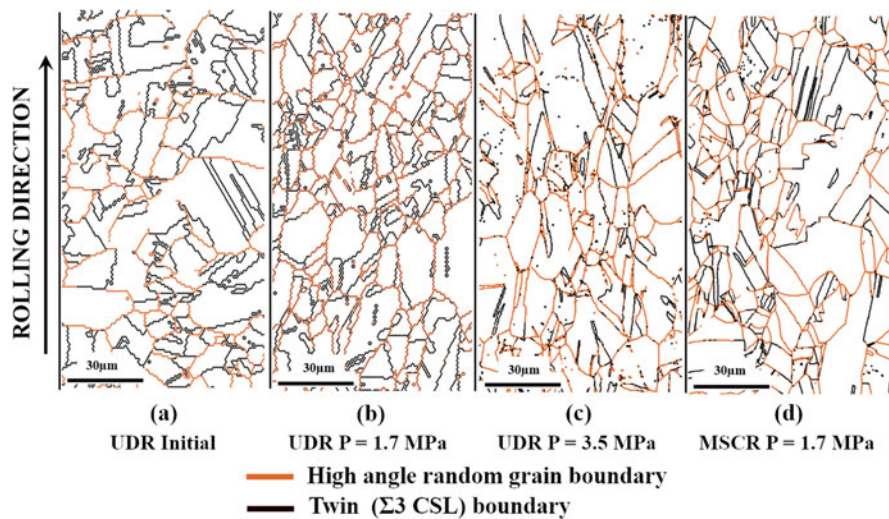 ROLLING DIRECTION
30μm
30μm
30μm
30μm
(a)
(b)
(c)
(d)
UDR Initial
UDR P = 1.7 MPa
UDR P = 3.5 MPa
MSCR P = 1.7 MPa
High angle random grain boundary
Twin (Σ3 CSL) boundary